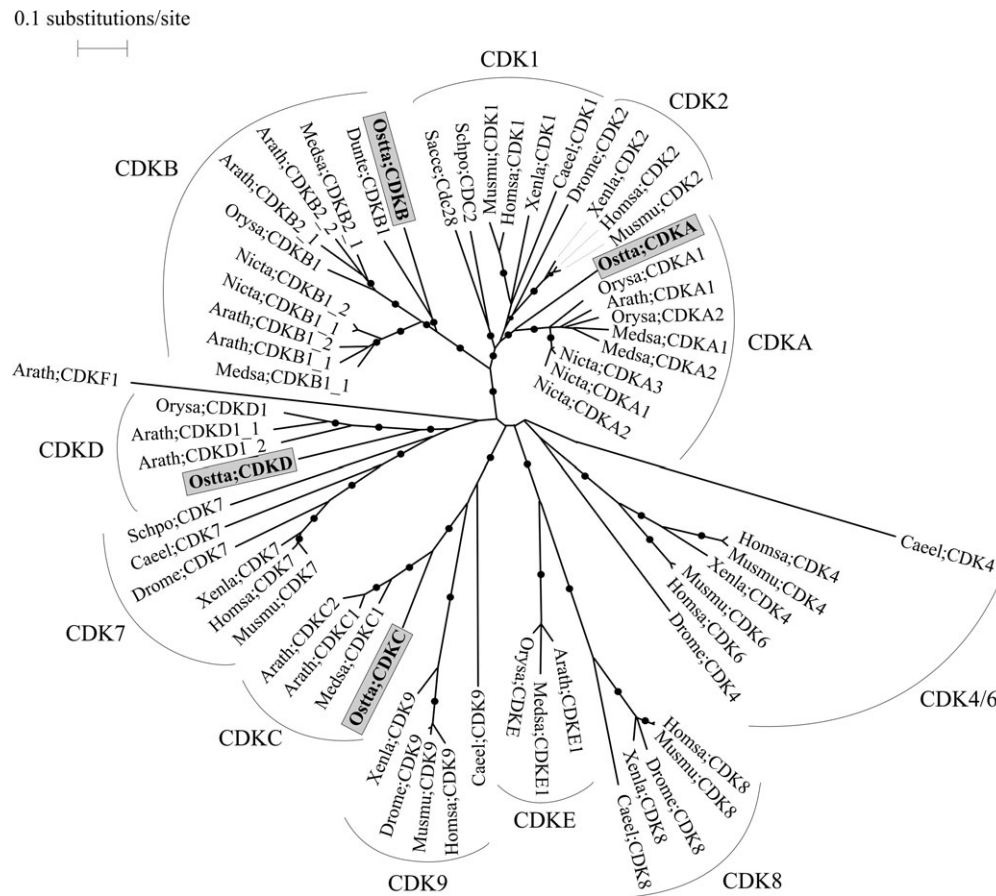 0.1 substitutions/site
CDK1
CDK2
CDKB
CDKA
CDKD
CDK7
CDKC
CDK9
CDKE
CDK8
CDK4/6
Sacce;Cdc28
Schpo;CDC2
Musmu;CDK1
Homsa;CDK1
Xenla;CDK1
Caeel;CDK1
Drome;CDK2
Xenla;CDK2
Homsa;CDK2
Musmu;CDK2
Ostta;CDKA
Orysa;CDKA1
Arath;CDKA1
Orysa;CDKA2
Medsa;CDKA1
Medsa;CDKA2
Nicta;CDKA3
Nicta;CDKA1
Nicta;CDKA2
Caeel;CDK4
Homsa;CDK4
Musmu;CDK4
Xenla;CDK4
Musmu;CDK6
Homsa;CDK6
Drome;CDK4
Homsa;CDK8
Musmu;CDK8
Drome;CDK8
Xenla;CDK8
Caeel;CDK8
Arath;CDKE1
Medsa;CDKE1
Orysa;CDKE
Caeel;CDK9
Homsa;CDK9
Musmu;CDK9
Drome;CDK9
Xenla;CDK9
Ostta;CDKC
Medsa;CDKC1
Arath;CDKC1
Arath;CDKC2
Musmu;CDK7
Homsa;CDK7
Xenla;CDK7
Drome;CDK7
Caeel;CDK7
Schpo;CDK7
Ostta;CDKD
Arath;CDKD1_2
Arath;CDKD1_1
Orysa;CDKD1
Arath;CDKF1
Medsa;CDKB1_1
Arath;CDKB1_1
Arath;CDKB1_2
Nicta;CDKB1_1
Nicta;CDKB1_2
Orysa;CDKB1
Arath;CDKB2_1
Arath;CDKB2_2
Medsa;CDKB2_1
Dunte;CDKB1
Ostta;CDKB